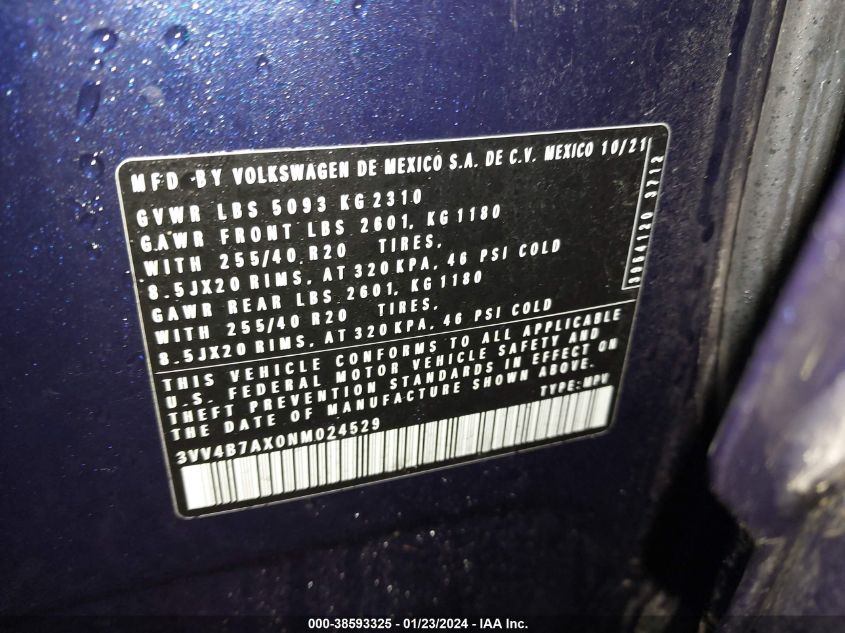 MFD BY VOLKSWAGEN DE MEXICO S.A. DE C.V. MEXICO 10/21
GVWR LBS 5093 KG 2310
GAWR FRONT LBS 2601, KG 1180
WITH 255/40 R20 TIRES,
8.5JX20 RIMS, AT 320 KPA, 46 PSI COLD
GAWR REAR LBS 2601, KG 1180
WITH 255/40 R20 TIRES,
8.5JX20 RIMS, AT 320 KPA, 46 PSI COLD
THIS VEHICLE CONFORMS TO ALL APPLICABLE
U.S. FEDERAL MOTOR VEHICLE SAFETY AND
THEFT PREVENTION STANDARDS IN EFFECT ON
THE DATE OF MANUFACTURE SHOWN ABOVE.
3VV4B7AX0NM024529 TYPE: MPV
000-38593325 - 01/23/2024 - IAA Inc.